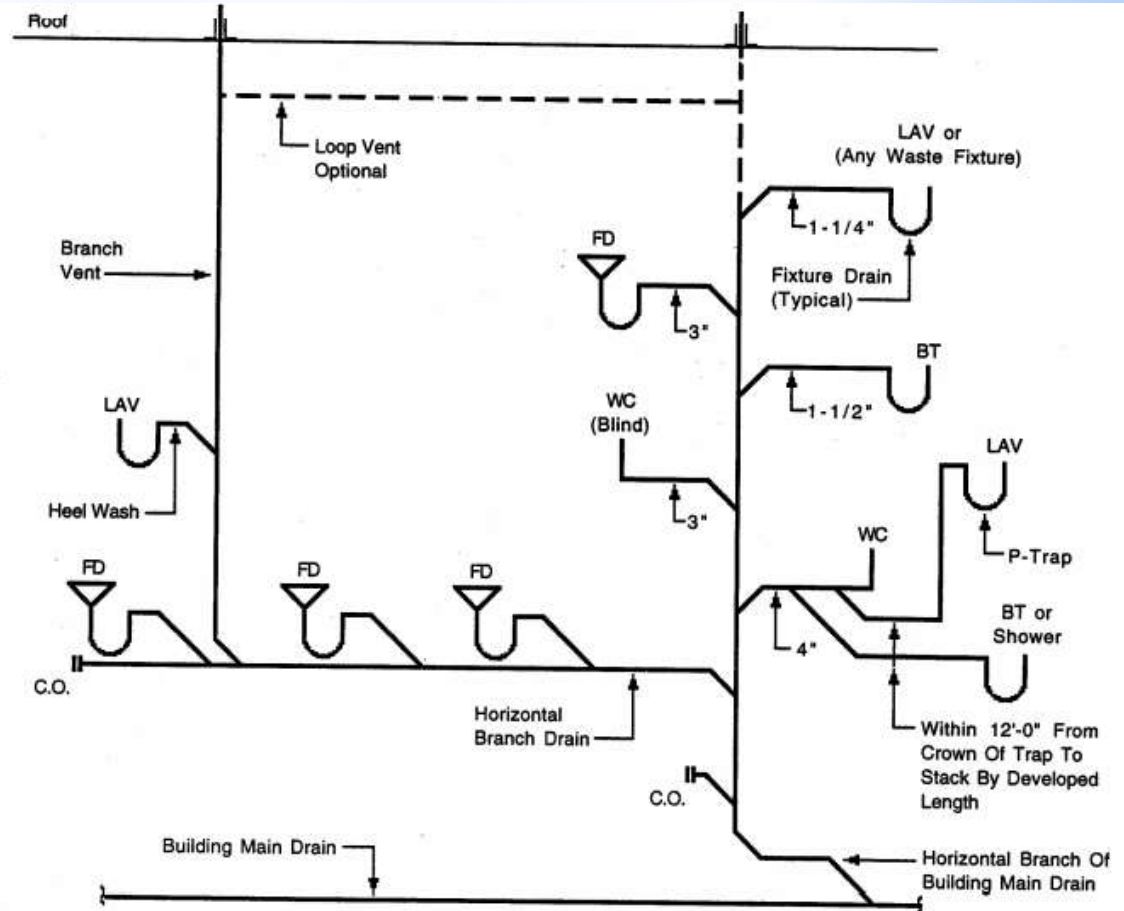 Roof
Loop Vent
Optional
LAV or
(Any Waste Fixture)
1-1/4"
Branch
Vent
FD
Fixture Drain
(Typical)
3"
BT
1-1/2"
LAV
WC
(Blind)
LAV
Heel Wash
3"
WC
P-Trap
FD
FD
FD
BT or
Shower
4"
C.O.
Horizontal
Branch Drain
Within 12'-0" From
Crown Of Trap To
Stack By Developed
Length
C.O.
Building Main Drain
Horizontal Branch Of
Building Main Drain